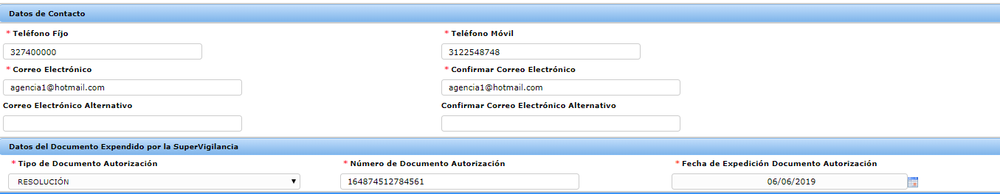 Datos de Contacto
* Teléfono Fíjo * Teléfono Móvil
327400000 3122548748
* Correo Electrónico * Confirmar Correo Electrónico
agencia1@hotmail.com agencia1@hotmail.com
Correo Electrónico Alternativo Confirmar Correo Electrónico Alternativo
Datos del Documento Expendido por la SuperVigilancia
* Tipo de Documento Autorización * Número de Documento Autorización * Fecha de Expedición Documento Autorización
RESOLUCIÓN 164874512784561 06/06/2019